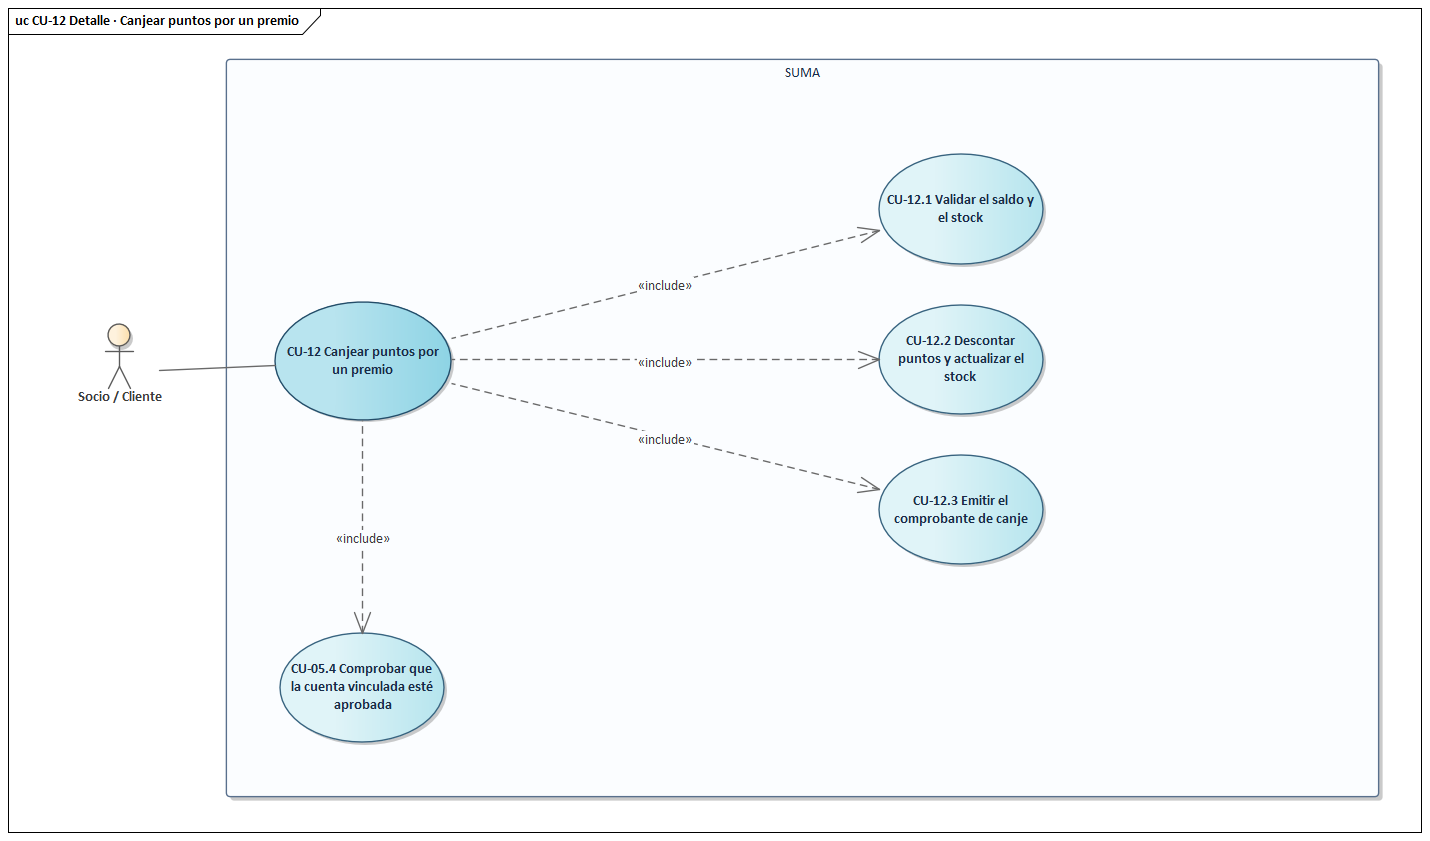 uc CU-12 Detalle · Canjear puntos por un premio
SUMA
CU-12.1 Validar el saldo y
el stock
«include»
CU-12.2 Descontar
puntos y actualizar el
stock
CU-12 Canjear puntos por
un premio
«include»
Socio / Cliente
«include»
CU-12.3 Emitir el
comprobante de canje
«include»
CU-05.4 Comprobar que
la cuenta vinculada esté
aprobada